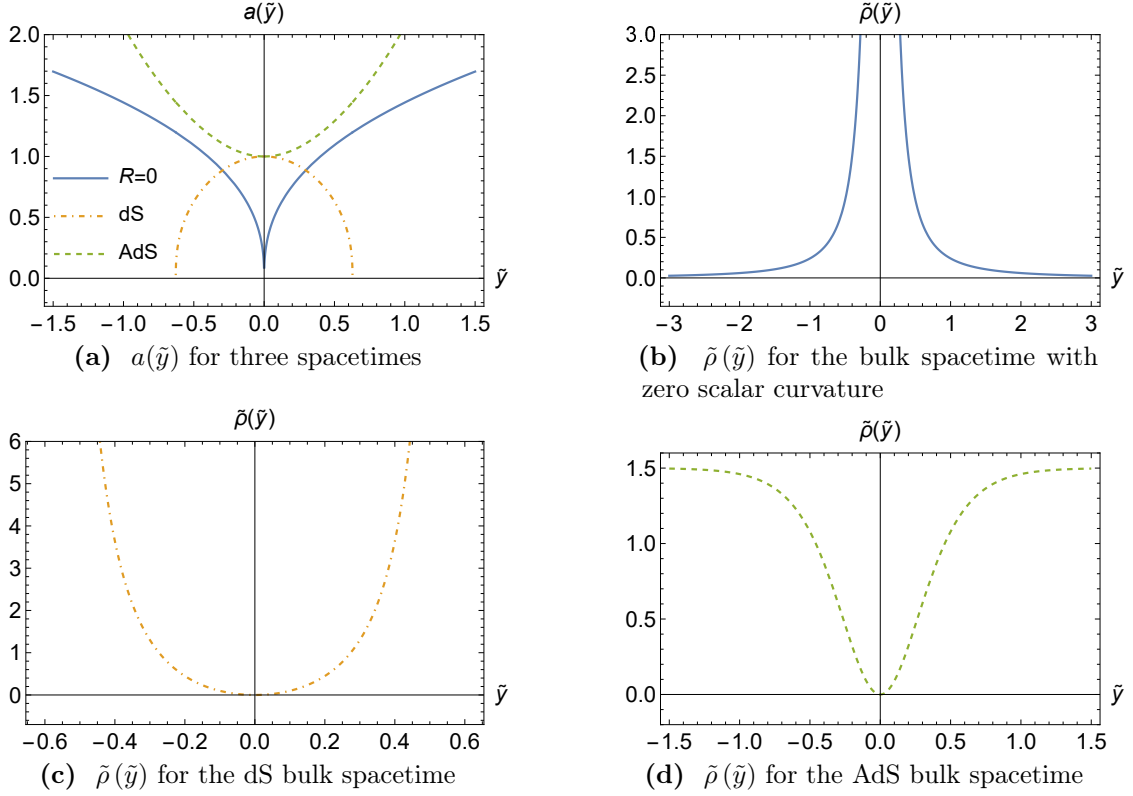 a(ỹ)
2.0
1.5
1.0
0.5
0.0
R=0
dS
AdS
ỹ
−1.5 −1.0 −0.5 0.0 0.5 1.0 1.5
(a) a(ỹ) for three spacetimes
ρ̃(ỹ)
3.0
2.5
2.0
1.5
1.0
0.5
0.0
ỹ
−3 −2 −1 0 1 2 3
(b) ρ̃(ỹ) for the bulk spacetime with
zero scalar curvature
ρ̃(ỹ)
6
5
4
3
2
1
0
ỹ
−0.6 −0.4 −0.2 0.0 0.2 0.4 0.6
(c) ρ̃(ỹ) for the dS bulk spacetime
ρ̃(ỹ)
1.5
1.0
0.5
0.0
ỹ
−1.5 −1.0 −0.5 0.0 0.5 1.0 1.5
(d) ρ̃(ỹ) for the AdS bulk spacetime